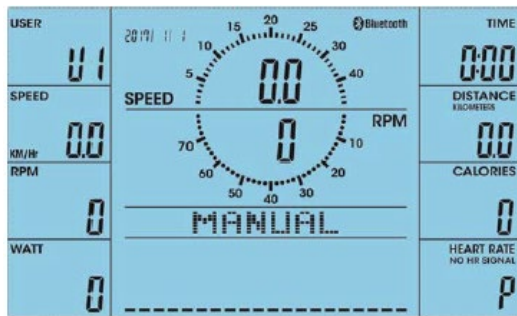 USER
U1
SPEED
KM/Hr 0.0
RPM
0
WATT
0
2019/ 1/ 1
Bluetooth
5 10 15 20 25 30 40
SPEED 0.0
0 RPM
70 60 50 40 30 20 10
MANUAL
TIME
0:00
DISTANCE
KILOMETERS
0.0
CALORIES
0
HEART RATE
NO HR SIGNAL
P